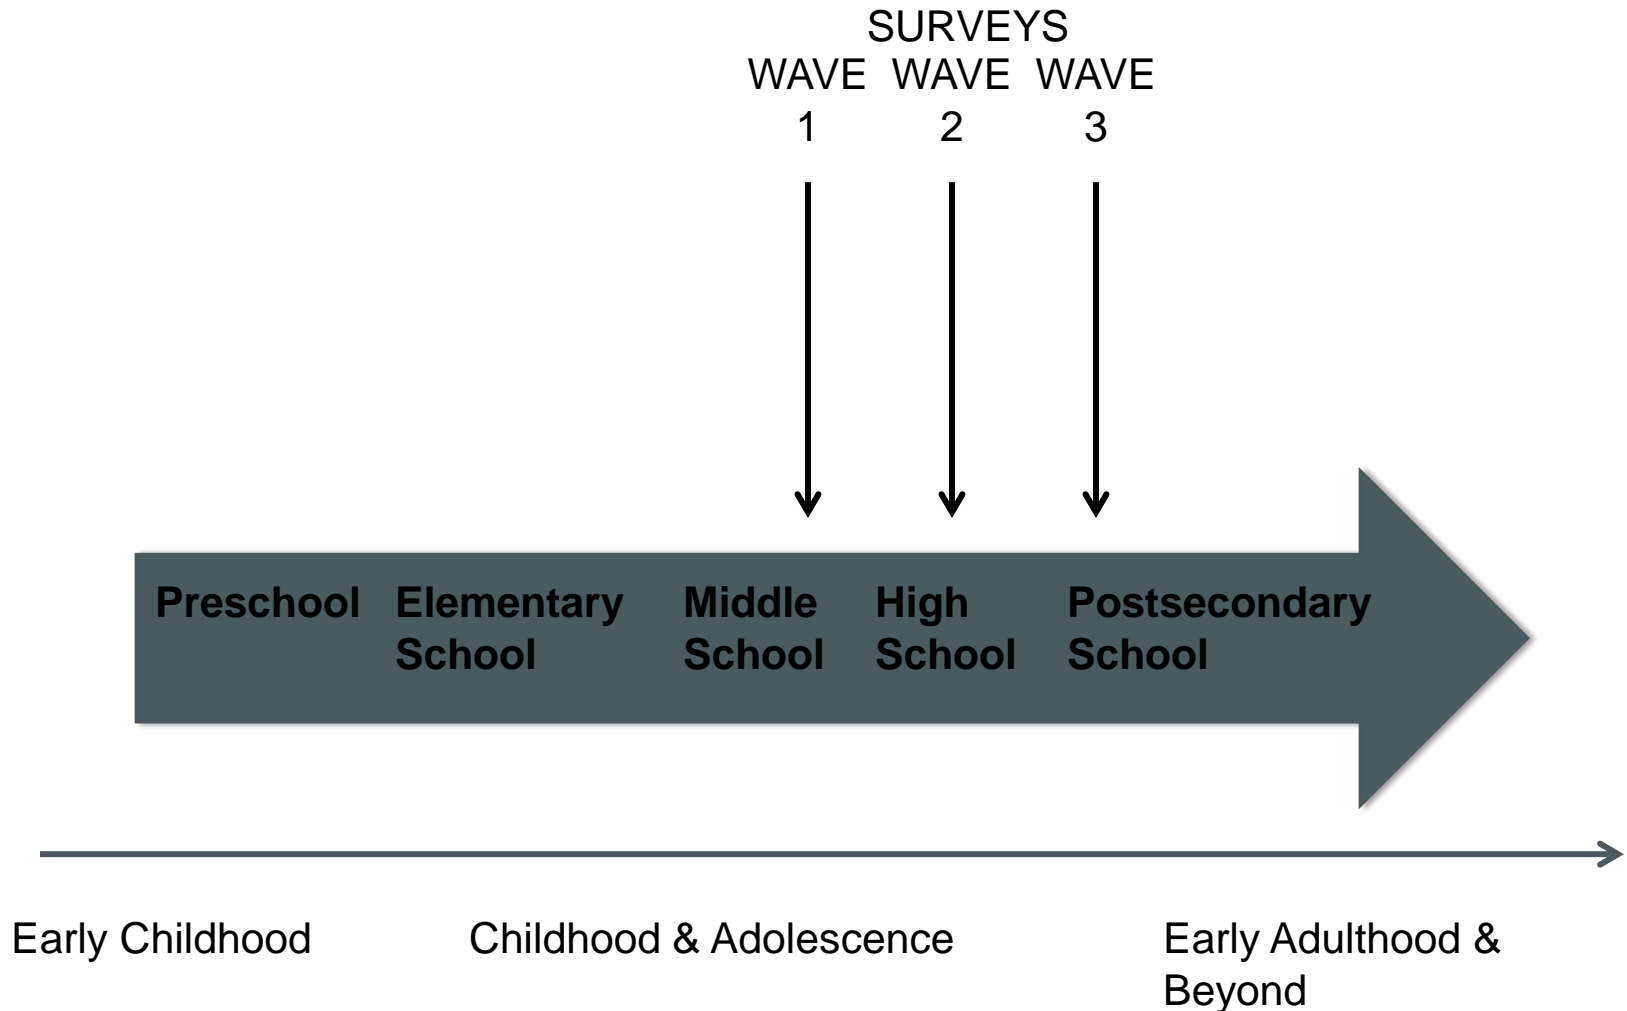 SURVEYS
WAVE WAVE WAVE
1 2 3
Preschool Elementary Middle High Postsecondary
School School School School
Early Childhood Childhood & Adolescence Early Adulthood &
Beyond